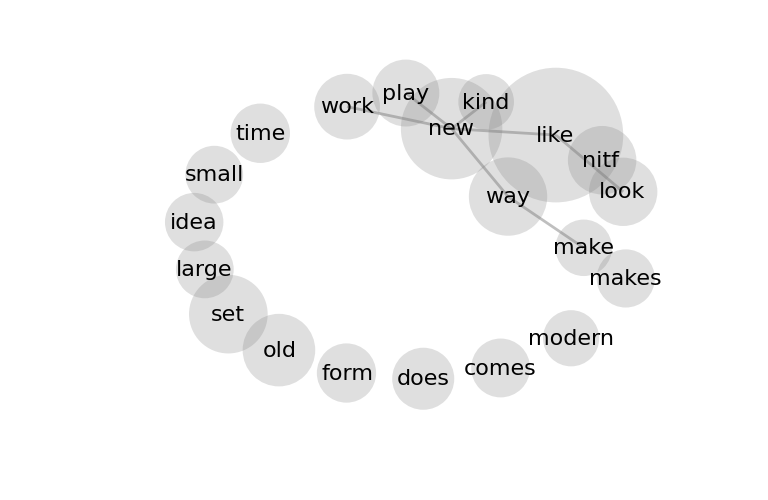 play
kind
work
new
time
like
nitf
small
look
way
idea
make
large
makes
set
modern
old
comes
form
does